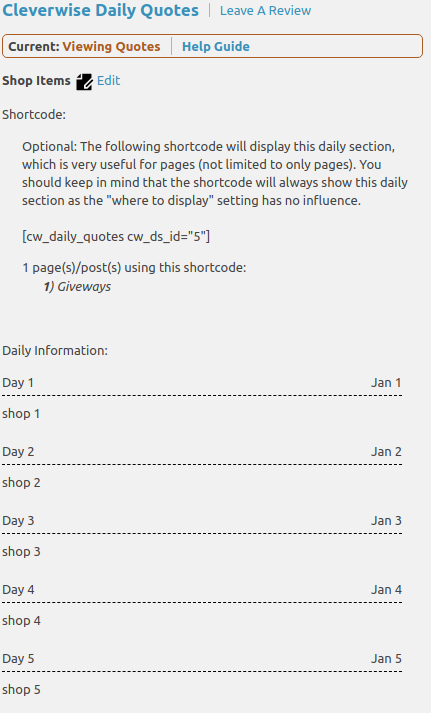 Cleverwise Daily Quotes | Leave A Review
Current: Viewing Quotes | Help Guide
Shop Items Edit
Shortcode:
Optional: The following shortcode will display this daily section,
which is very useful for pages (not limited to only pages). You
should keep in mind that the shortcode will always show this daily
section as the "where to display" setting has no influence.
[cw_daily_quotes cw_ds_id="5"]
1 page(s)/post(s) using this shortcode:
1) Giveways
Daily Information:
Day 1 Jan 1
shop 1
Day 2 Jan 2
shop 2
Day 3 Jan 3
shop 3
Day 4 Jan 4
shop 4
Day 5 Jan 5
shop 5